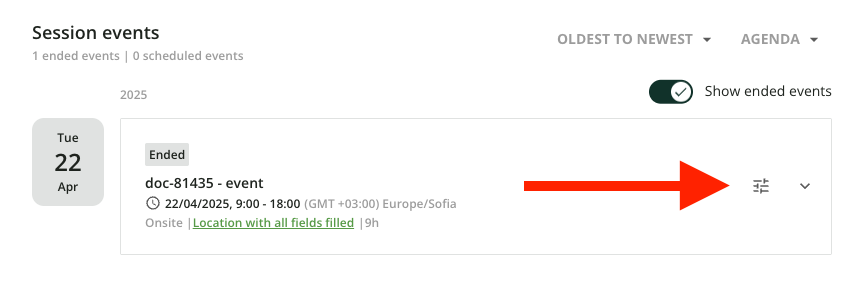 Session events
1 ended events | 0 scheduled events
OLDEST TO NEWEST
AGENDA
2025
Show ended events
Tue
22
Apr
Ended
doc-81435 - event
22/04/2025, 9:00 - 18:00 (GMT +03:00) Europe/Sofia
Onsite |Location with all fields filled |9h